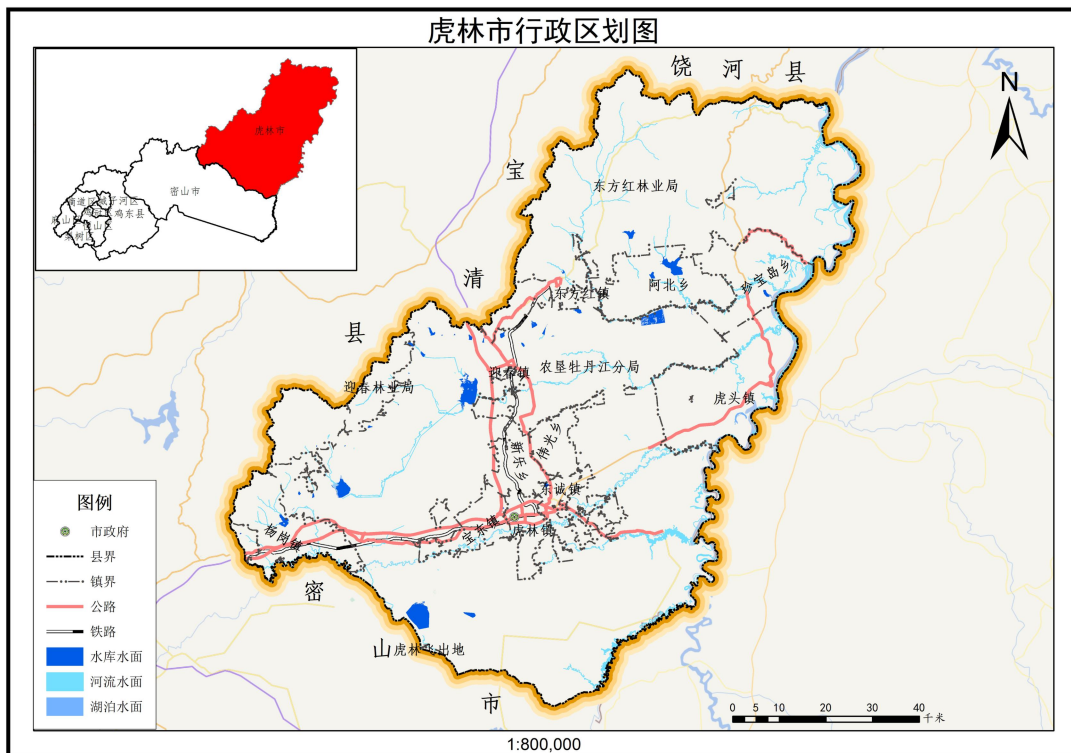 虎林市行政区划图
虎林市
密山市
鸡东县
饶河县
N
宝
清
县
东方红林业局
珍宝岛乡
阿北乡
东方红镇
迎春镇
农垦牡丹江分局
迎春林业局
虎头镇
伟光乡
新乐乡
东诚镇
虎林镇
宝东镇
杨岗镇
密
山
市
虎林飞出地
图例
市政府
县界
镇界
公路
铁路
水库水面
河流水面
湖泊水面
0 5 10 20 30 40
千米
1:800,000